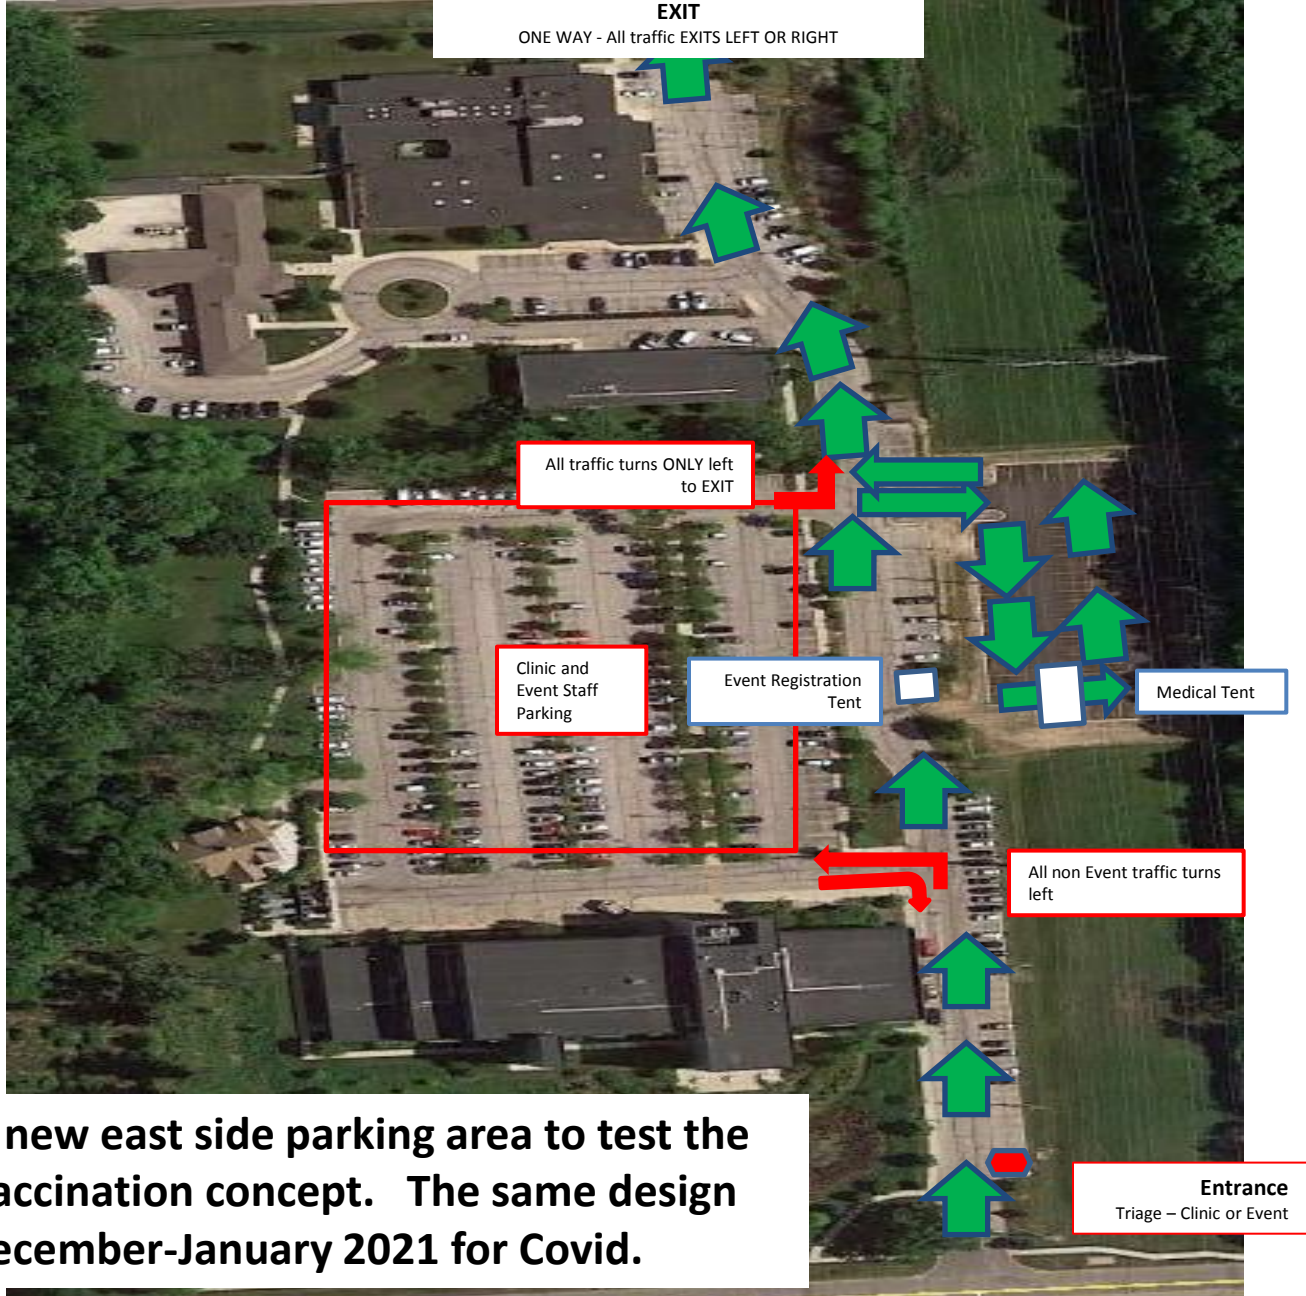 EXIT
ONE WAY - All traffic EXITS LEFT OR RIGHT
All traffic turns ONLY left
to EXIT
Clinic and
Event Staff
Parking
Event Registration
Tent
Medical Tent
All non Event traffic turns
left
Entrance
Triage – Clinic or Event
new east side parking area to test the
accination concept. The same design
ecember-January 2021 for Covid.